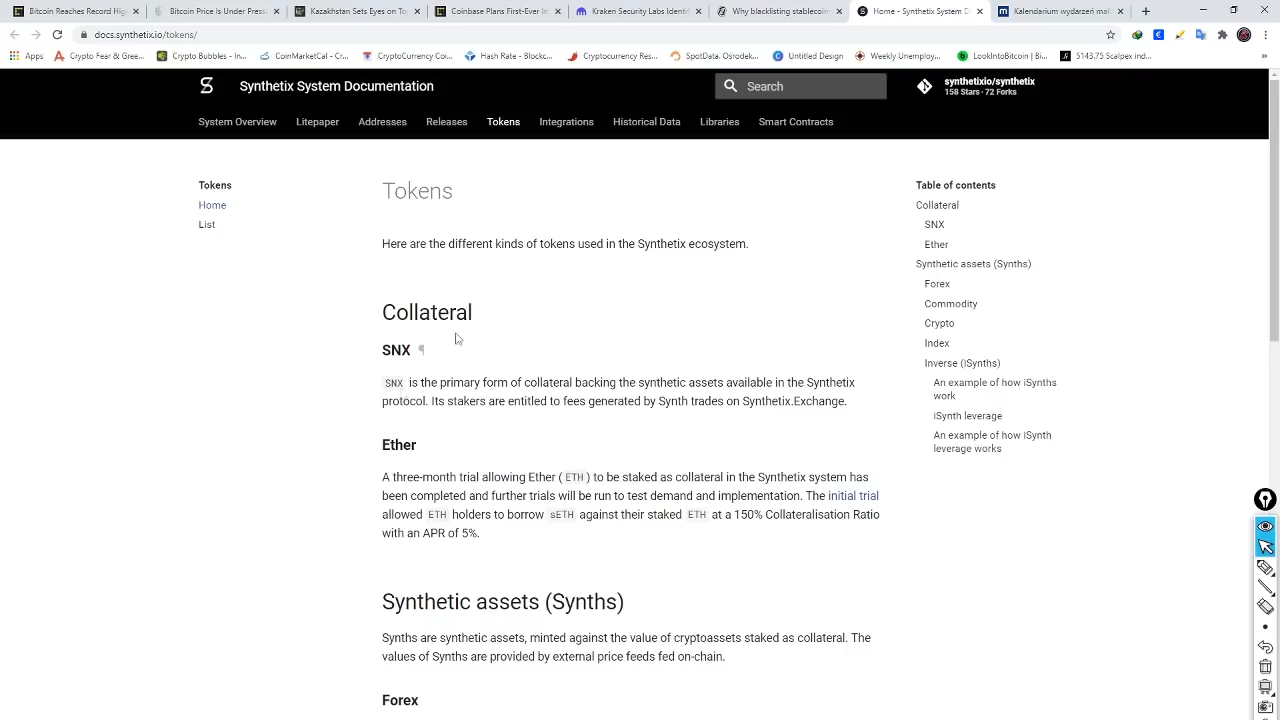 Bitcoin Reaches Record High
Bitcoin Price Is Under Press
Kazakhstan Sets Eyes on To
Coinbase Plans First-Ever In
Kraken Security Labs Identi
Why blacklisting stablecoin
Home - Synthetix System D
Kalendarium wydarzeń mak
docs.synthetix.io/tokens/
Apps
Crypto Fear & Gree...
Crypto Bubbles - In...
CoinMarketCal - Cr...
CryptoCurrency Coi...
Hash Rate - Blockc...
Cryptocurrency Res...
SpotData. Ośrodek...
Untitled Design
Weekly Unemploy...
LookIntoBitcoin | Bi...
5143.75 Scalpex ind...
Synthetix System Documentation
Search
synthetixio/synthetix
158 Stars · 72 Forks
System Overview
Litepaper
Addresses
Releases
Tokens
Integrations
Historical Data
Libraries
Smart Contracts
Tokens
Home
List
Tokens
Here are the different kinds of tokens used in the Synthetix ecosystem.
Collateral
SNX ¶
SNX is the primary form of collateral backing the synthetic assets available in the Synthetix
protocol. Its stakers are entitled to fees generated by Synth trades on Synthetix.Exchange.
Ether
A three-month trial allowing Ether ( ETH ) to be staked as collateral in the Synthetix system has
been completed and further trials will be run to test demand and implementation. The initial trial
allowed ETH holders to borrow sETH against their staked ETH at a 150% Collateralisation Ratio
with an APR of 5%.
Synthetic assets (Synths)
Synths are synthetic assets, minted against the value of cryptoassets staked as collateral. The
values of Synths are provided by external price feeds fed on-chain.
Forex
Table of contents
Collateral
SNX
Ether
Synthetic assets (Synths)
Forex
Commodity
Crypto
Index
Inverse (iSynths)
An example of how iSynths
work
iSynth leverage
An example of how iSynth
leverage works